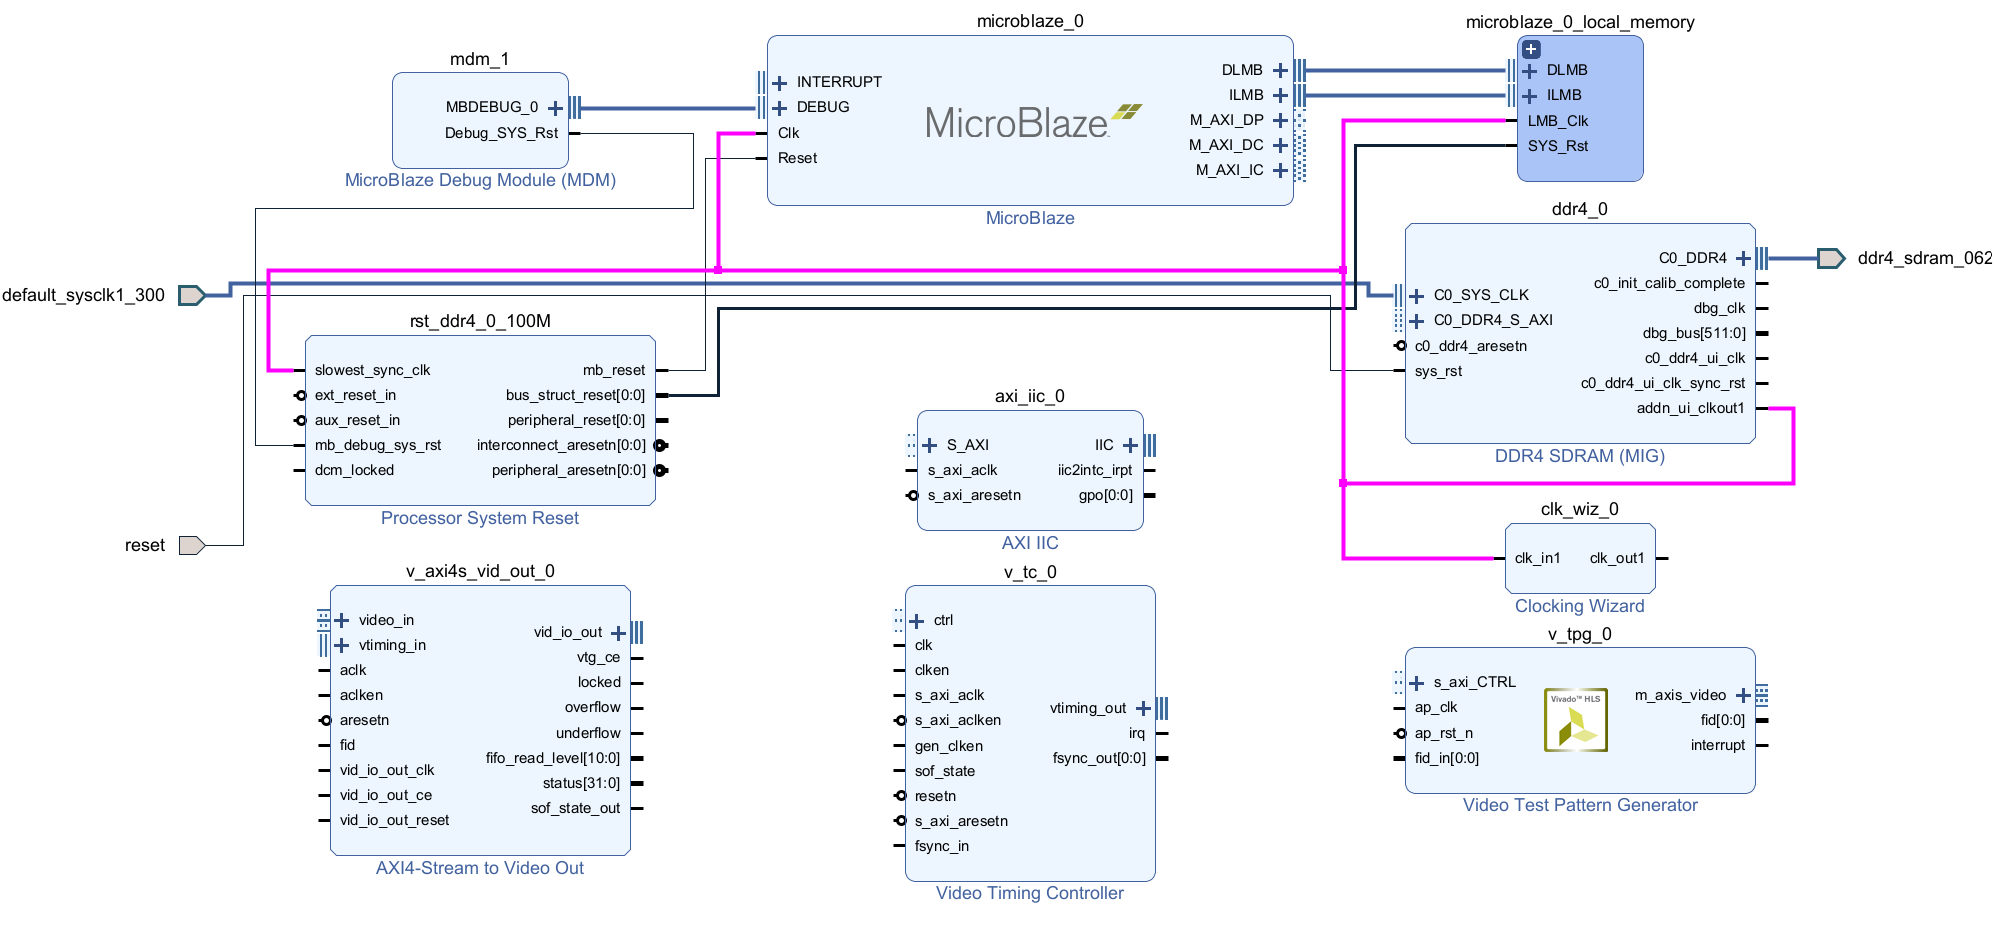 mdm_1
MBDEBUG_0
Debug_SYS_Rst
MicroBlaze Debug Module (MDM)
microblaze_0
INTERRUPT
DEBUG
Clk
Reset
MicroBlaze
DLMB
ILMB
M_AXI_DP
M_AXI_DC
M_AXI_IC
MicroBlaze
microblaze_0_local_memory
DLMB
ILMB
LMB_Clk
SYS_Rst
default_sysclk1_300
reset
rst_ddr4_0_100M
slowest_sync_clk
ext_reset_in
aux_reset_in
mb_debug_sys_rst
dcm_locked
mb_reset
bus_struct_reset[0:0]
peripheral_reset[0:0]
interconnect_aresetn[0:0]
peripheral_aresetn[0:0]
Processor System Reset
ddr4_0
C0_SYS_CLK
C0_DDR4_S_AXI
c0_ddr4_aresetn
sys_rst
C0_DDR4
c0_init_calib_complete
dbg_clk
dbg_bus[511:0]
c0_ddr4_ui_clk
c0_ddr4_ui_clk_sync_rst
addn_ui_clkout1
DDR4 SDRAM (MIG)
ddr4_sdram_062
axi_iic_0
S_AXI
s_axi_aclk
s_axi_aresetn
IIC
iic2intc_irpt
gpo[0:0]
AXI IIC
clk_wiz_0
clk_in1
clk_out1
Clocking Wizard
v_axi4s_vid_out_0
video_in
vtiming_in
aclk
aclken
aresetn
fid
vid_io_out_clk
vid_io_out_ce
vid_io_out_reset
vid_io_out
vtg_ce
locked
overflow
underflow
fifo_read_level[10:0]
status[31:0]
sof_state_out
AXI4-Stream to Video Out
v_tc_0
ctrl
clk
clken
s_axi_aclk
s_axi_aclken
gen_clken
sof_state
resetn
s_axi_aresetn
fsync_in
vtiming_out
irq
fsync_out[0:0]
Video Timing Controller
v_tpg_0
s_axi_CTRL
ap_clk
ap_rst_n
fid_in[0:0]
Vivado™ HLS
m_axis_video
fid[0:0]
interrupt
Video Test Pattern Generator